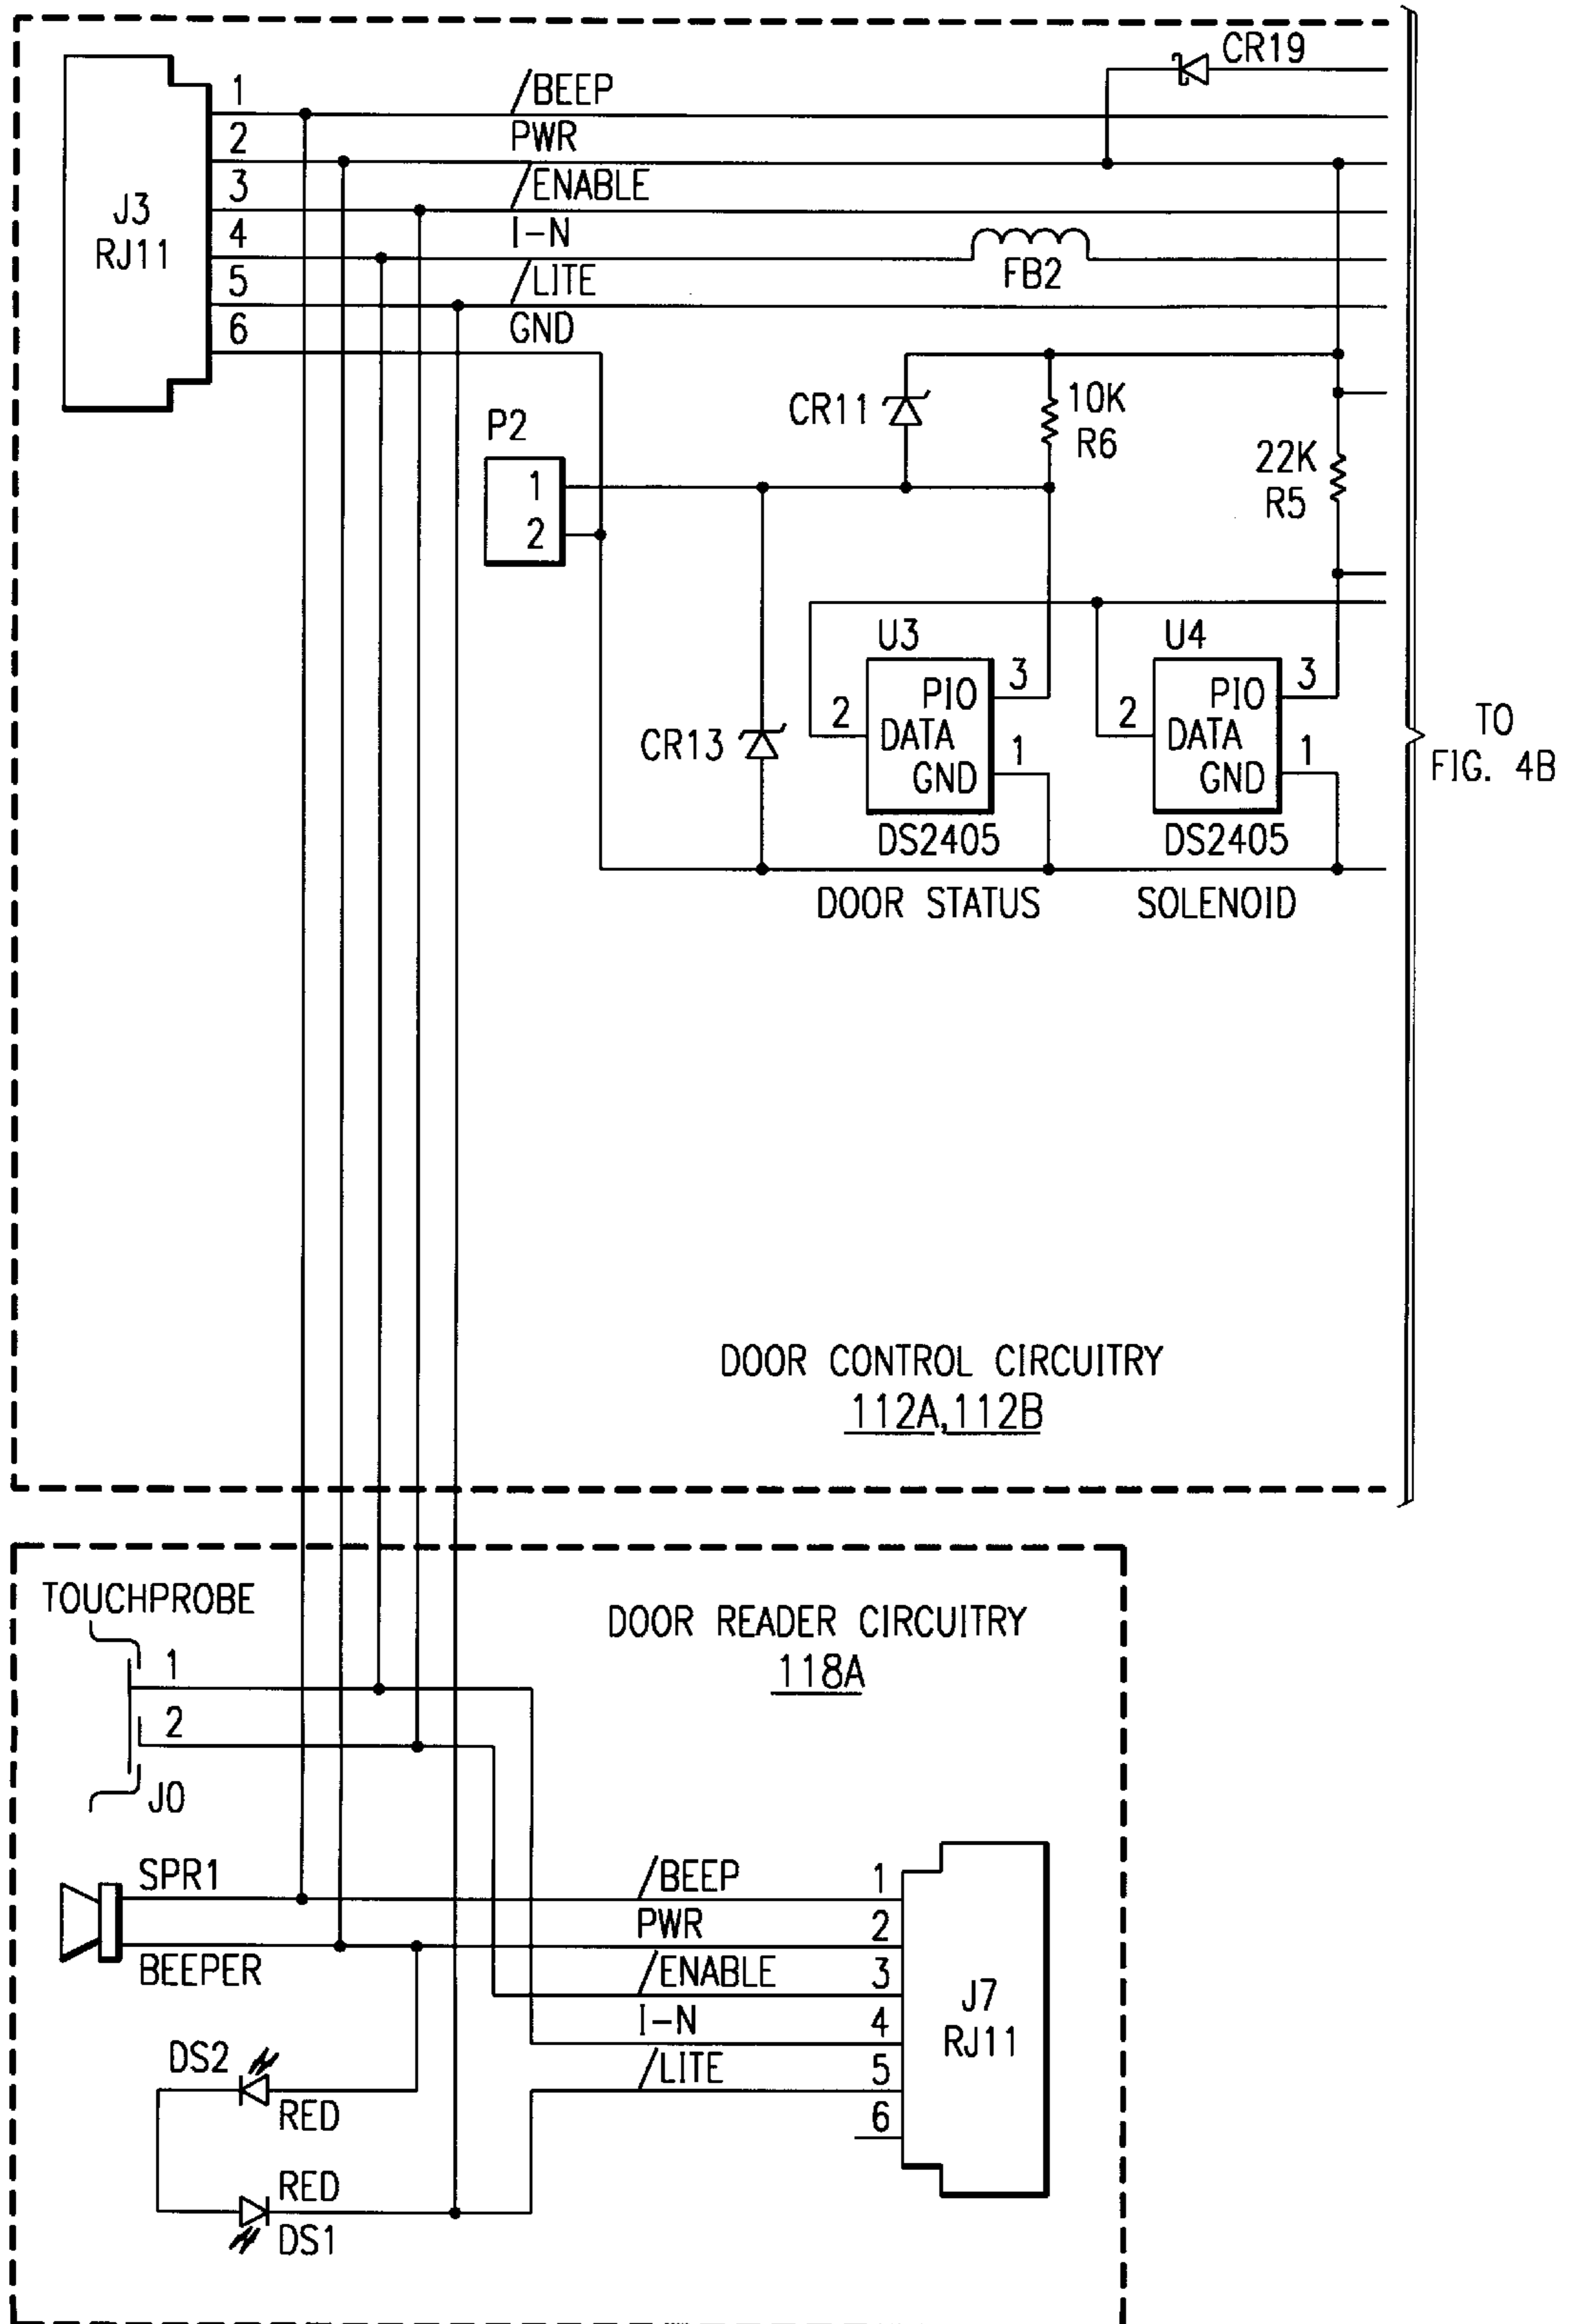 CR19
1
/BEEP
2
PWR
3
/ENABLE
J3
RJ11
4
I-N
FB2
5
/LITE
6
GND
CR11
10K
R6
P2
1
2
22K
R5
U3
U4
PIO
3
2
DATA
GND
1
PIO
3
2
DATA
GND
1
CR13
DS2405
DS2405
DOOR STATUS
SOLENOID
TO
FIG. 4B
DOOR CONTROL CIRCUITRY
112A,112B
TOUCHPROBE
1
2
J0
DOOR READER CIRCUITRY
118A
SPR1
BEEPER
/BEEP
1
PWR
2
/ENABLE
3
I-N
4
/LITE
5
6
J7
RJ11
DS2
RED
RED
DS1